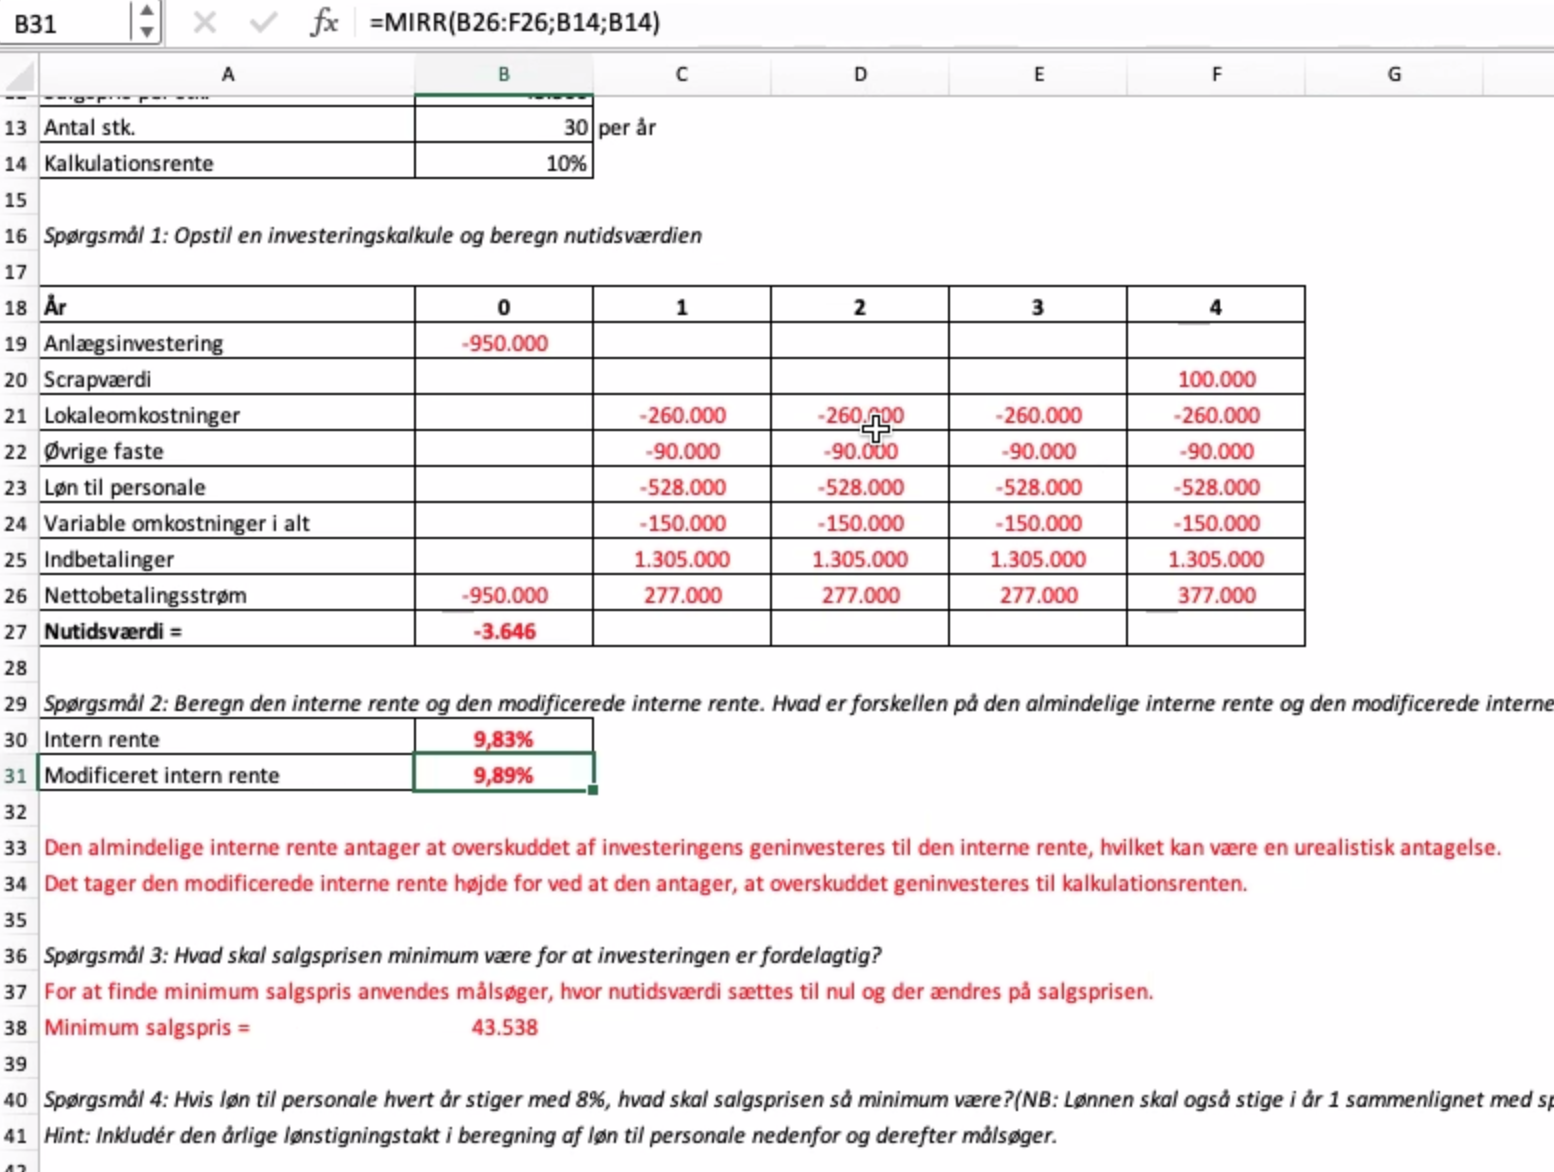 B31 fx =MIRR(B26:F26;B14;B14)
A B C D E F G
13 Antal stk. 30 per år
14 Kalkulationsrente 10%
15
16 Spørgsmål 1: Opstil en investeringskalkule og beregn nutidsværdien
17
18 År 0 1 2 3 4
19 Anlægsinvestering -950.000
20 Scrapværdi 100.000
21 Lokaleomkostninger -260.000 -260.000 -260.000 -260.000
22 Øvrige faste -90.000 -90.000 -90.000 -90.000
23 Løn til personale -528.000 -528.000 -528.000 -528.000
24 Variable omkostninger i alt -150.000 -150.000 -150.000 -150.000
25 Indbetalinger 1.305.000 1.305.000 1.305.000 1.305.000
26 Nettobetalingsstrøm -950.000 277.000 277.000 277.000 377.000
27 Nutidsværdi = -3.646
28
29 Spørgsmål 2: Beregn den interne rente og den modificerede interne rente. Hvad er forskellen på den almindelige interne rente og den modificerede interne
30 Intern rente 9,83%
31 Modificeret intern rente 9,89%
32
33 Den almindelige interne rente antager at overskuddet af investeringens geninvesteres til den interne rente, hvilket kan være en urealistisk antagelse.
34 Det tager den modificerede interne rente højde for ved at den antager, at overskuddet geninvesteres til kalkulationsrenten.
35
36 Spørgsmål 3: Hvad skal salgsprisen minimum være for at investeringen er fordelagtig?
37 For at finde minimum salgspris anvendes målsøger, hvor nutidsværdi sættes til nul og der ændres på salgsprisen.
38 Minimum salgspris = 43.538
39
40 Spørgsmål 4: Hvis løn til personale hvert år stiger med 8%, hvad skal salgsprisen så minimum være?(NB: Lønnen skal også stige i år 1 sammenlignet med sp
41 Hint: Inkludér den årlige lønstigningstakt i beregning af løn til personale nedenfor og derefter målsøger.